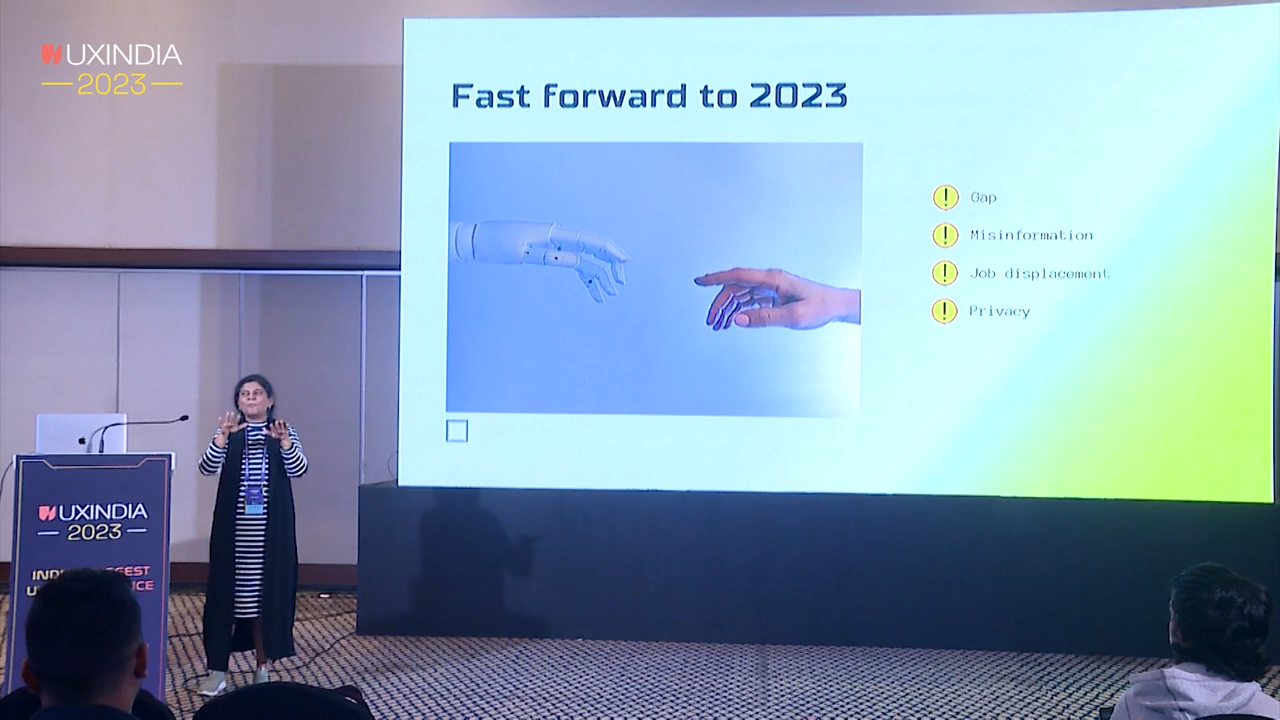 UXINDIA
2023
Fast forward to 2023
Gap
Misinformation
Job displacement
Privacy
UXINDIA
2023